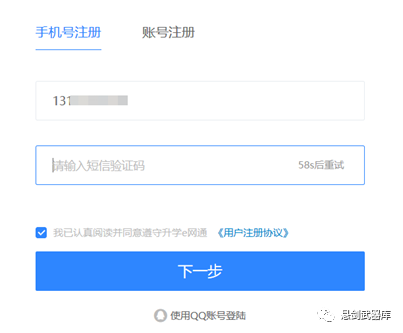 手机号注册 账号注册
131
请输入短信验证码 58s后重试
我已认真阅读并同意遵守升学e网通 《用户注册协议》
下一步
使用QQ账号登陆
悬剑武器库